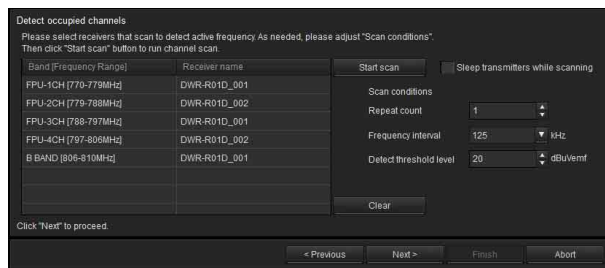 Detect occupied channels
Please select receivers that scan to detect active frequency. As needed, please adjust "Scan conditions".
Then click "Start scan" button to run channel scan.
Band [Frequency Range] Receiver name
FPU-1CH [770-779MHz] DWR-R01D_001
FPU-2CH [779-788MHz] DWR-R01D_002
FPU-3CH [788-797MHz] DWR-R01D_001
FPU-4CH [797-806MHz] DWR-R01D_002
B BAND [806-810MHz] DWR-R01D_001
Start scan Sleep transmitters while scanning
Scan conditions
Repeat count 1
Frequency interval 125 kHz
Detect threshold level 20 dBuVemf
Clear
Click "Next" to proceed.
< Previous Next > Finish Abort